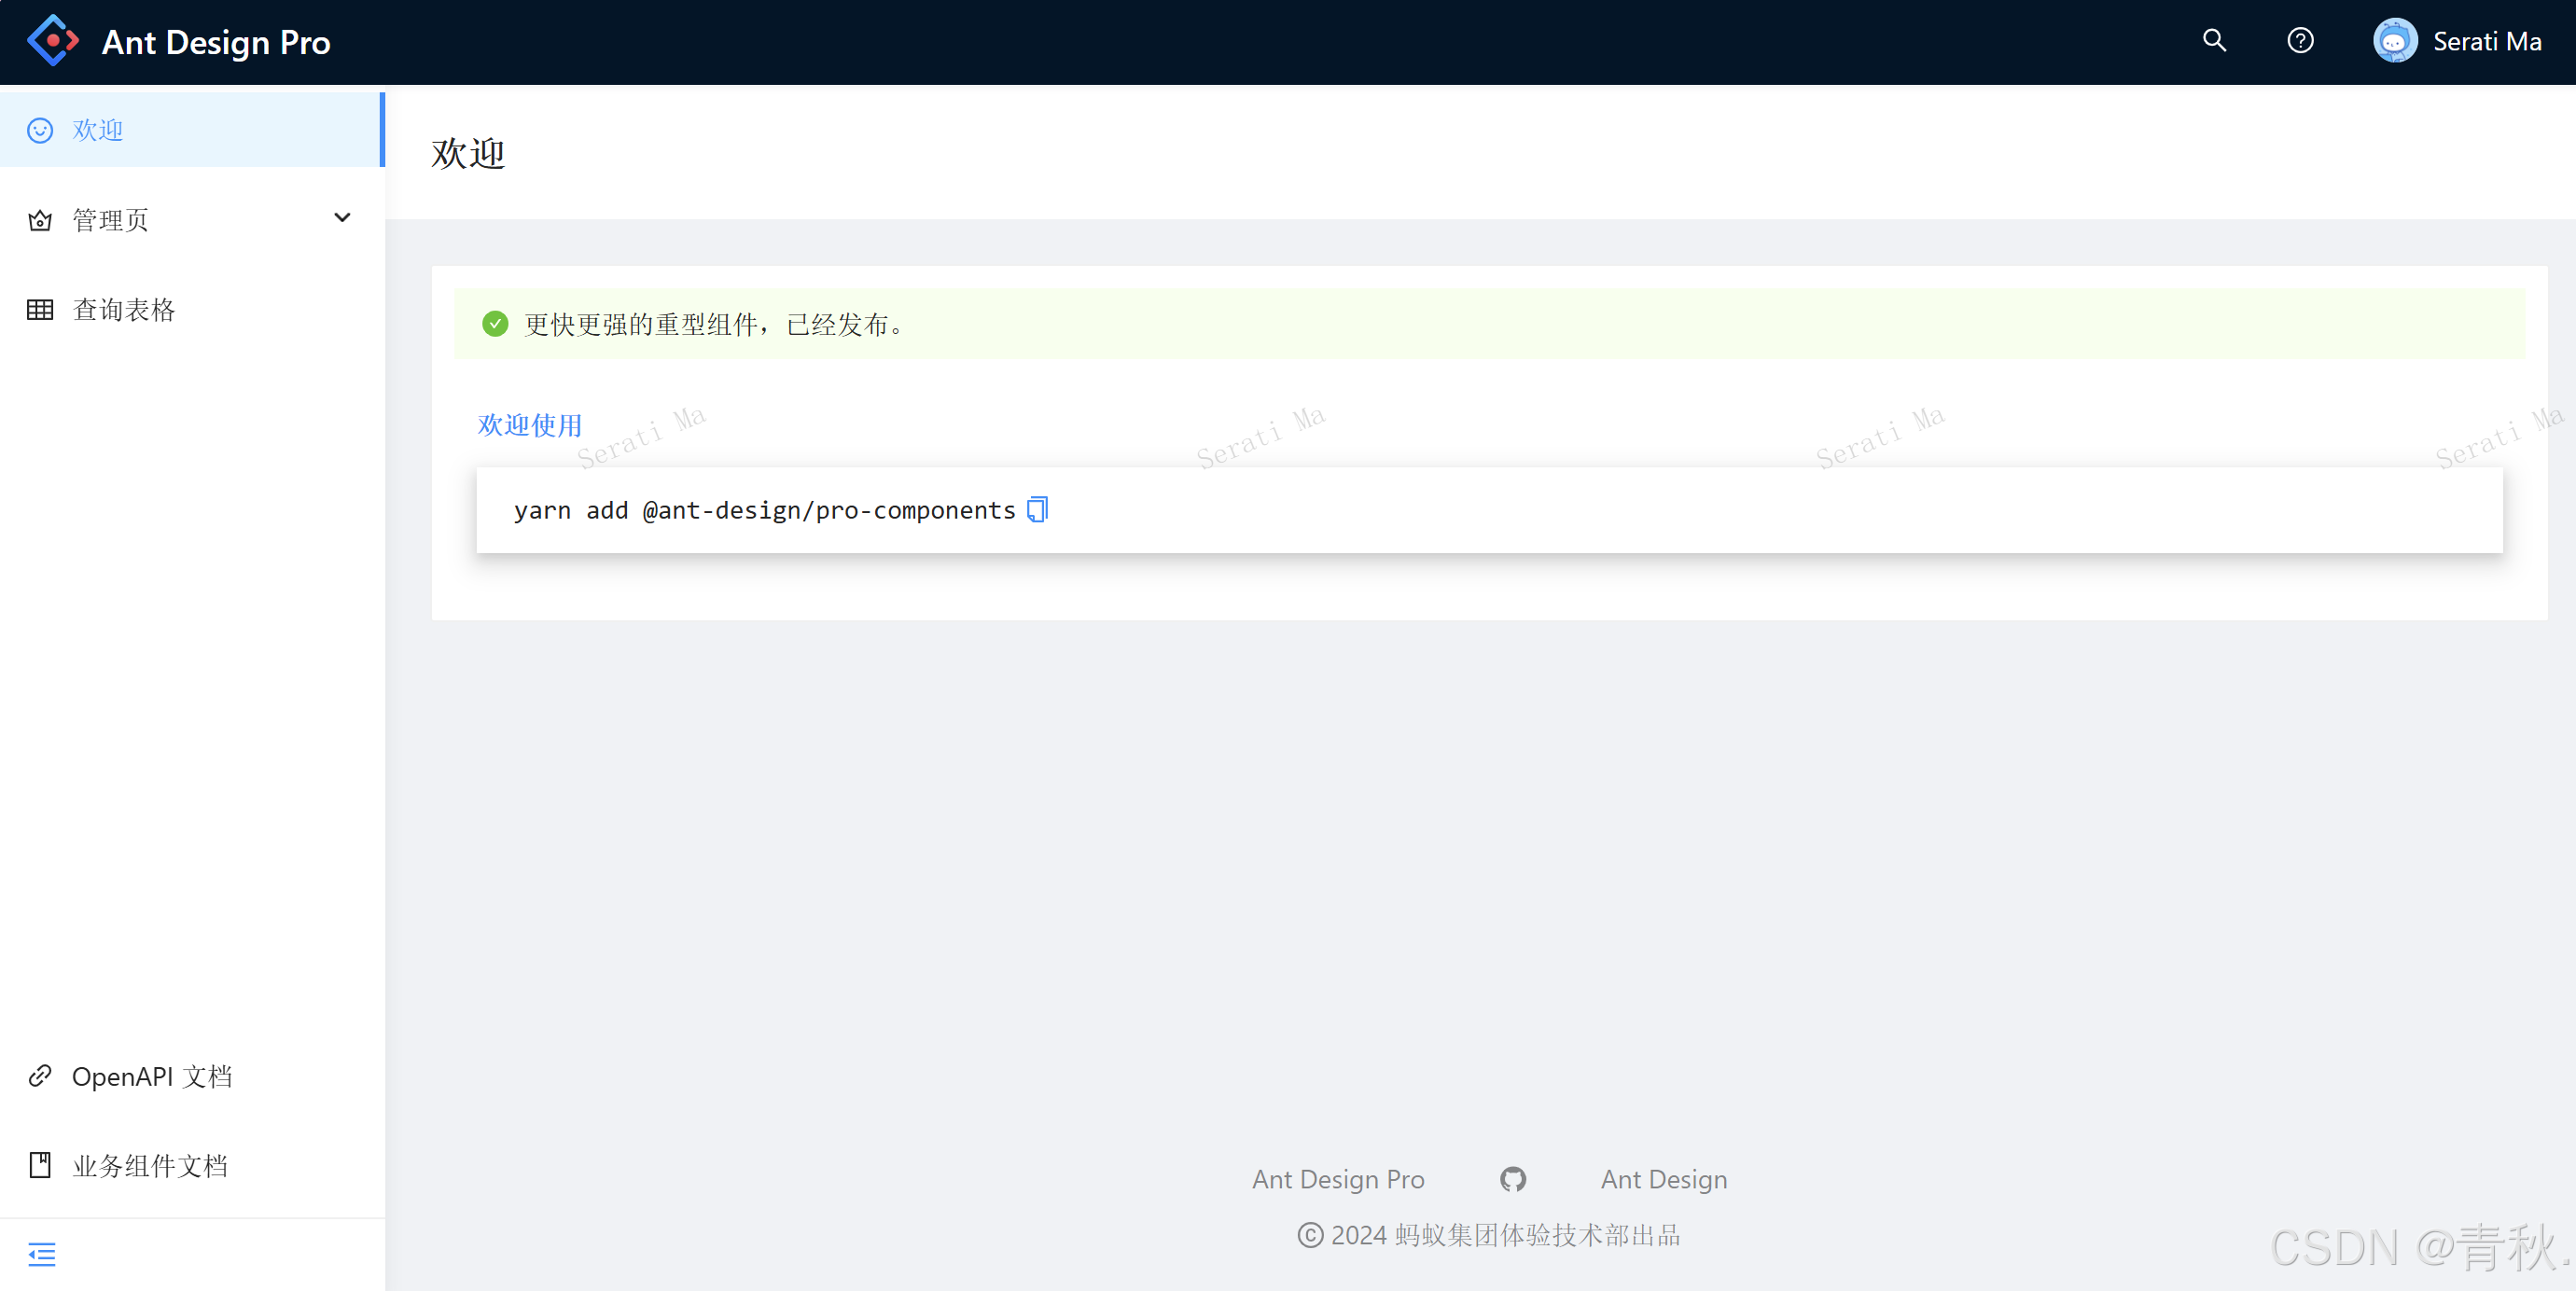 Ant Design Pro
Serati Ma
欢迎
管理页
查询表格
OpenAPI 文档
业务组件文档
欢迎
更快更强的重型组件，已经发布。
欢迎使用
Serati Ma Serati Ma Serati Ma Serati Ma
yarn add @ant-design/pro-components
Ant Design Pro Ant Design
© 2024 蚂蚁集团体验技术部出品
CSDN @青秋.